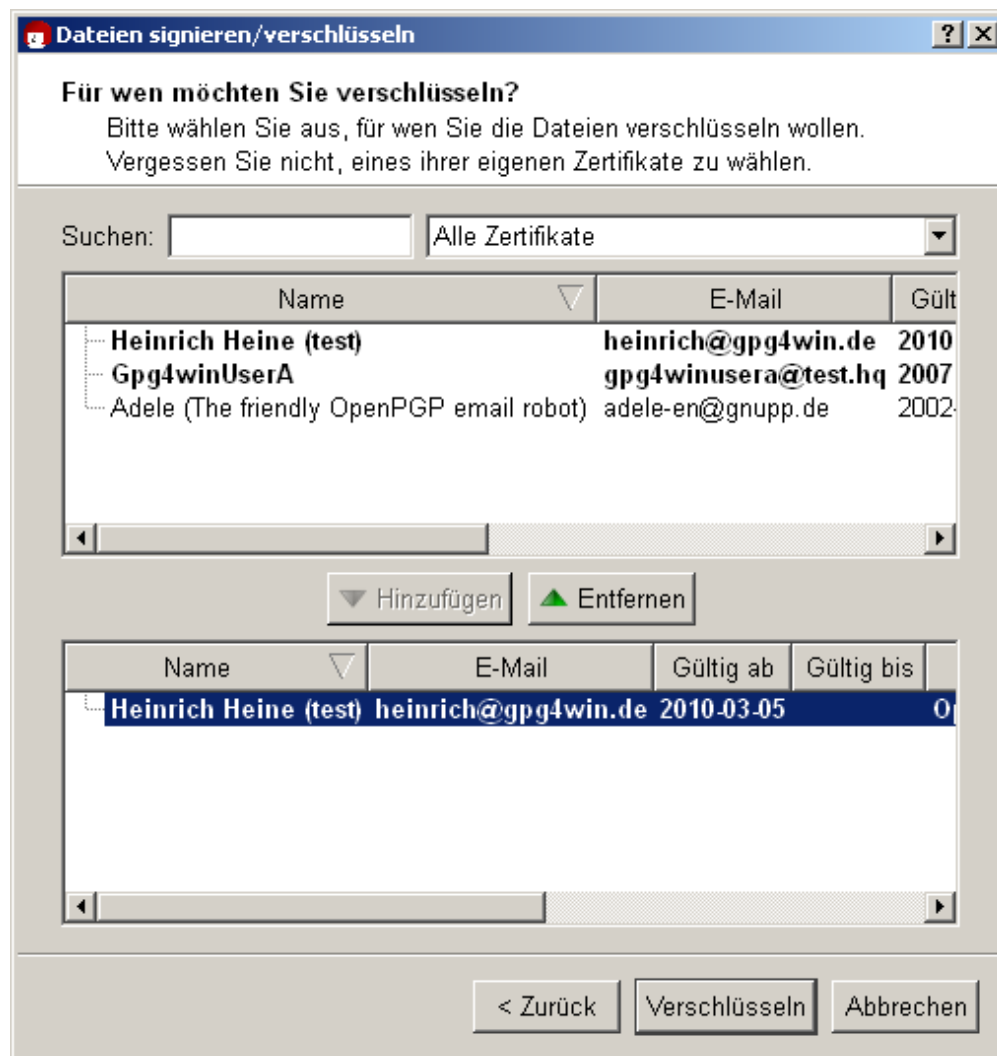 Dateien signieren/verschlüsseln
Für wen möchten Sie verschlüsseln?
Bitte wählen Sie aus, für wen Sie die Dateien verschlüsseln wollen.
Vergessen Sie nicht, eines ihrer eigenen Zertifikate zu wählen.
Suchen: Alle Zertifikate
Name E-Mail Gült
Heinrich Heine (test) heinrich@gpg4win.de 2010
Gpg4winUserA gpg4winusera@test.hq 2007
Adele (The friendly OpenPGP email robot) adele-en@gnupp.de 2002-
Hinzufügen Entfernen
Name E-Mail Gültig ab Gültig bis
Heinrich Heine (test) heinrich@gpg4win.de 2010-03-05 Op
< Zurück Verschlüsseln Abbrechen